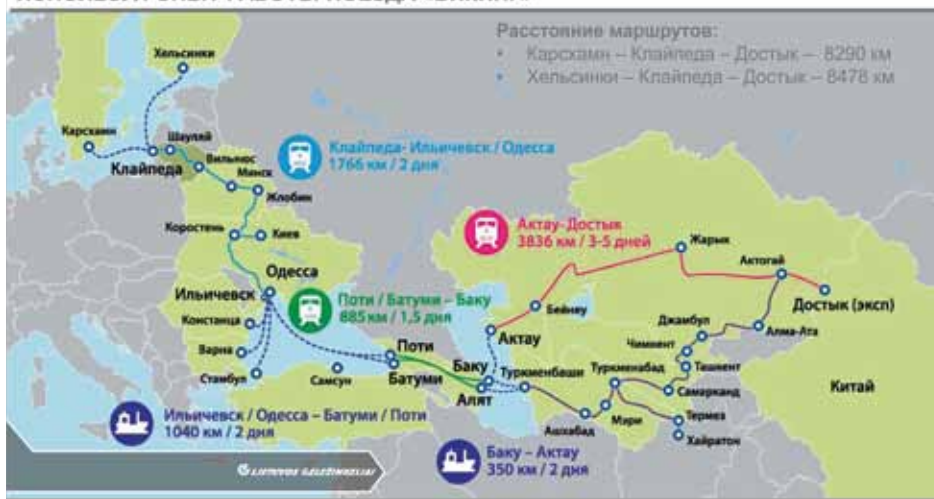 Расстояние маршрутов:
• Карсхамн – Клайпеда – Достык – 8290 км
• Хельсинки – Клайпеда – Достык – 8478 км
Хельсинки
Карсхамн
Шауляй
Клайпеда
Вильнюс
Минск
Жлобин
Клайпеда- Ильичевск / Одесса
1766 км / 2 дня
Коростень
Киев
Актау-Достык
3836 км / 3-5 дней
Жарык
Актогай
Достык (эксп)
Одесса
Ильичевск
Поти / Батуми – Баку
885 км / 1,5 дня
Бейнеу
Актау
Джамбул
Алма-Ата
Чимкент
Ташкент
Констанца
Варна
Стамбул
Самсун
Поти
Батуми
Баку
Алят
Туркменбаши
Туркменабад
Самарканд
Китай
Ашхабад
Мэри
Термез
Хайратон
Ильичевск / Одесса – Батуми / Поти
1040 км / 2 дня
Баку – Актау
350 км / 2 дня
LIETUVOS GELEŽINKELIAI